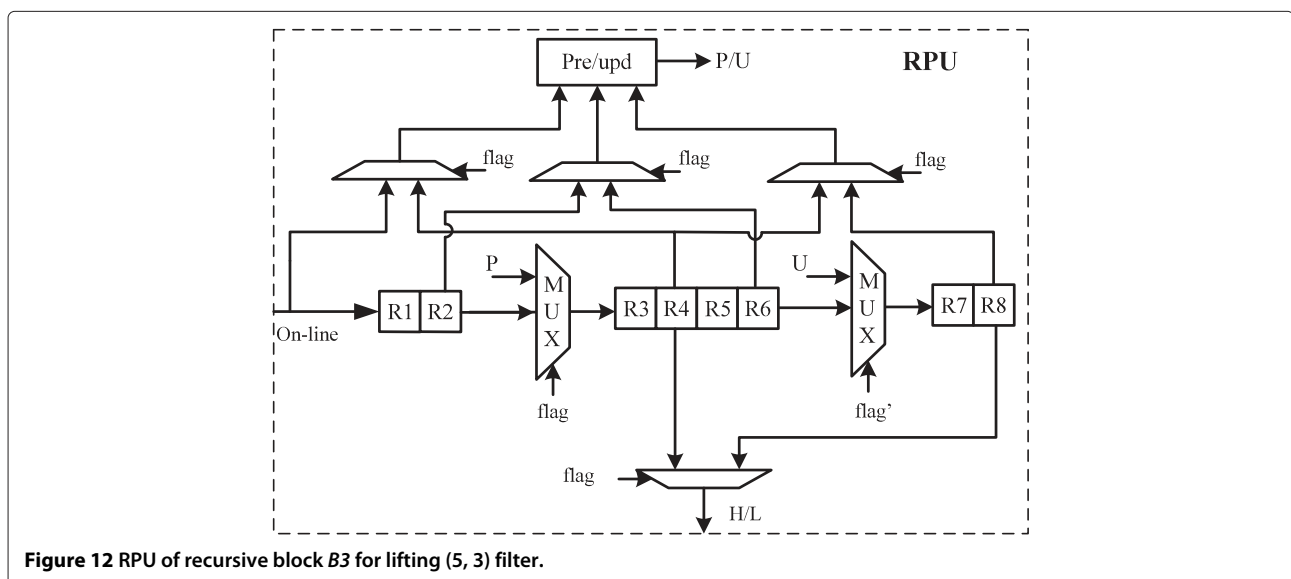 Pre/upd P/U RPU
flag flag flag
P M U X
U M U X
R1 R2 R3 R4 R5 R6 R7 R8
On-line
flag flag’
flag
H/L
Figure 12 RPU of recursive block B3 for lifting (5, 3) filter.